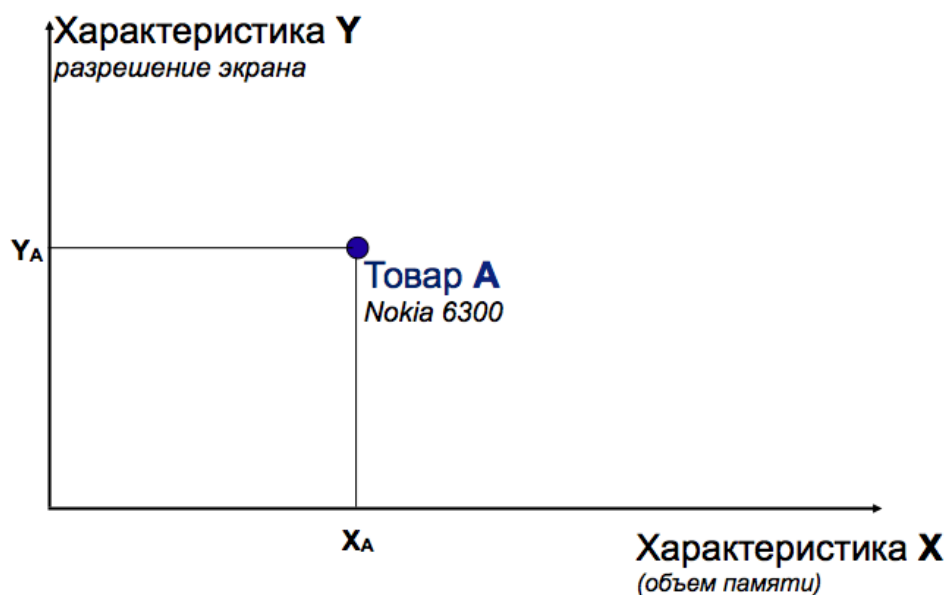 Характеристика Y
разрешение экрана
YA
Товар A
Nokia 6300
XA
Характеристика X
(объем памяти)